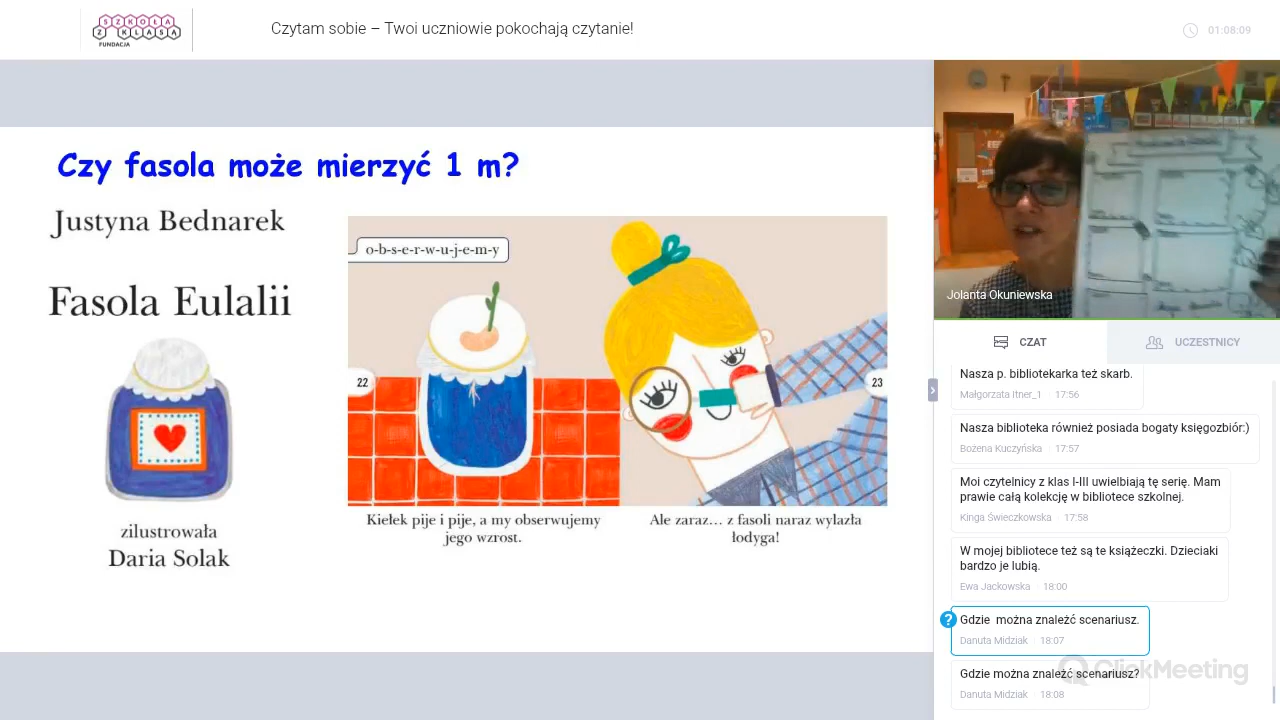 SZKOŁA
Z KLASĄ
FUNDACJA
Czytam sobie – Twoi uczniowie pokochają czytanie!
01:08:09
Czy fasola może mierzyć 1 m?
Justyna Bednarek
Fasola Eulalii
zilustrowała
Daria Solak
o-b-s-e-r-w-u-j-e-m-y
22
23
Kiełek pije i pije, a my obserwujemy
jego wzrost.
Ale zaraz… z fasoli naraz wylazła
łodyga!
Jolanta Okuniewska
CZAT
UCZESTNICY
Nasza p. bibliotekarka też skarb.
Małgorzata Itner_1 17:56
Nasza biblioteka również posiada bogaty księgozbiór:)
Bożena Kuczyńska 17:57
Moi czytelnicy z klas I-III uwielbiają tę serię. Mam
prawie całą kolekcję w bibliotece szkolnej.
Kinga Świeczkowska 17:58
W mojej bibliotece też są te książeczki. Dzieciaki
bardzo je lubią.
Ewa Jackowska 18:00
?
Gdzie można znaleźć scenariusz.
Danuta Midziak 18:07
Gdzie można znaleźć scenariusz?
Danuta Midziak 18:08
ClickMeeting